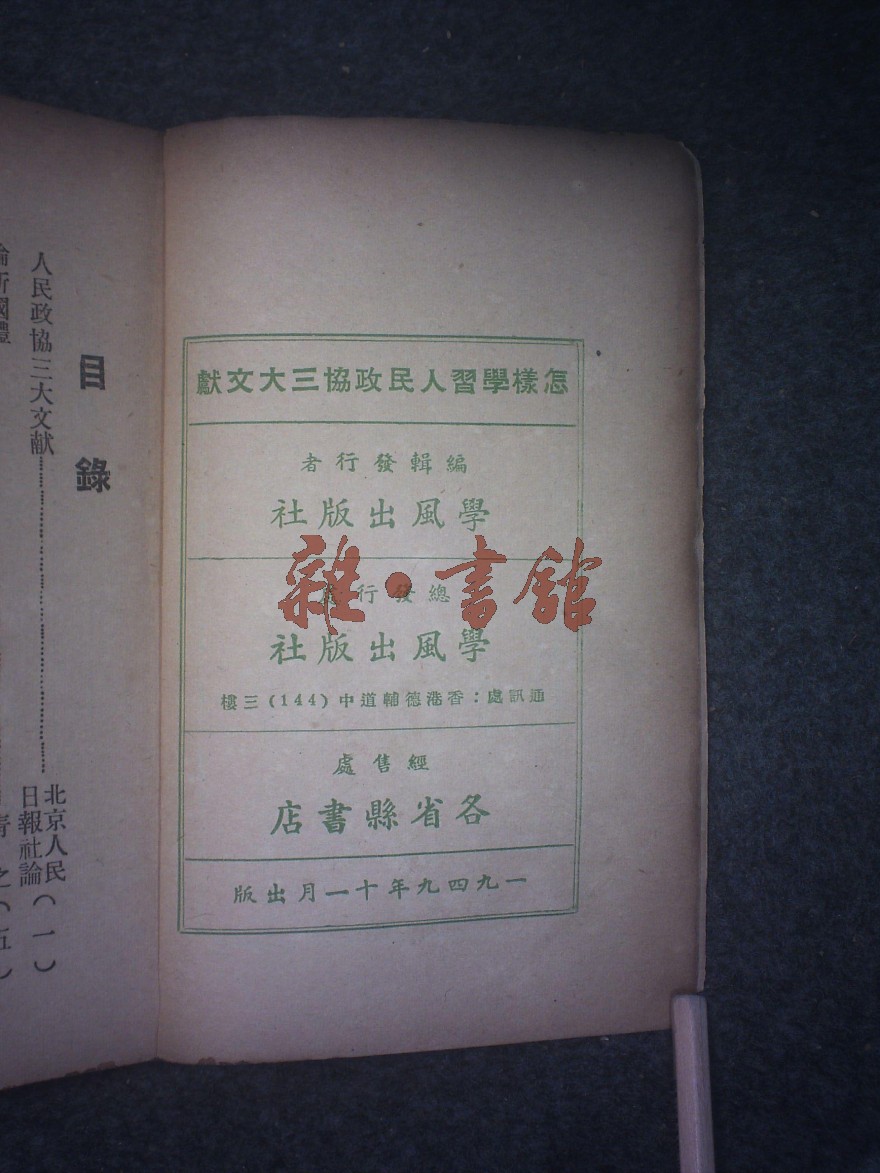 怎樣學習人民政協三大文獻
編輯發行者
學風出版社
總發行處
學風出版社
通訊處：香港德輔道中(144)三樓
經售處
各省縣書店
一九四九年十一月出版
雜·書館
目錄
人民政協三大文献……北京人民日報社論（一）